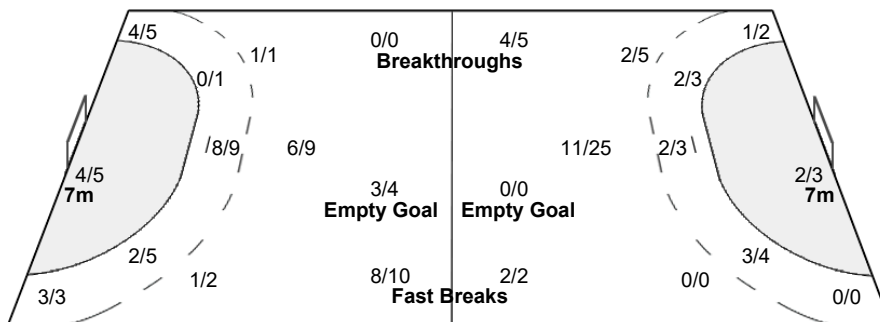 4/5 0/0 4/5 1/2
1/1 2/5
Breakthroughs
0/1 2/3
8/9 6/9 11/25 2/3
4/5 2/3
7m 3/4 0/0 7m
Empty Goal Empty Goal
2/5 3/4
1/2 8/10 2/2 0/0
3/3 Fast Breaks 0/0